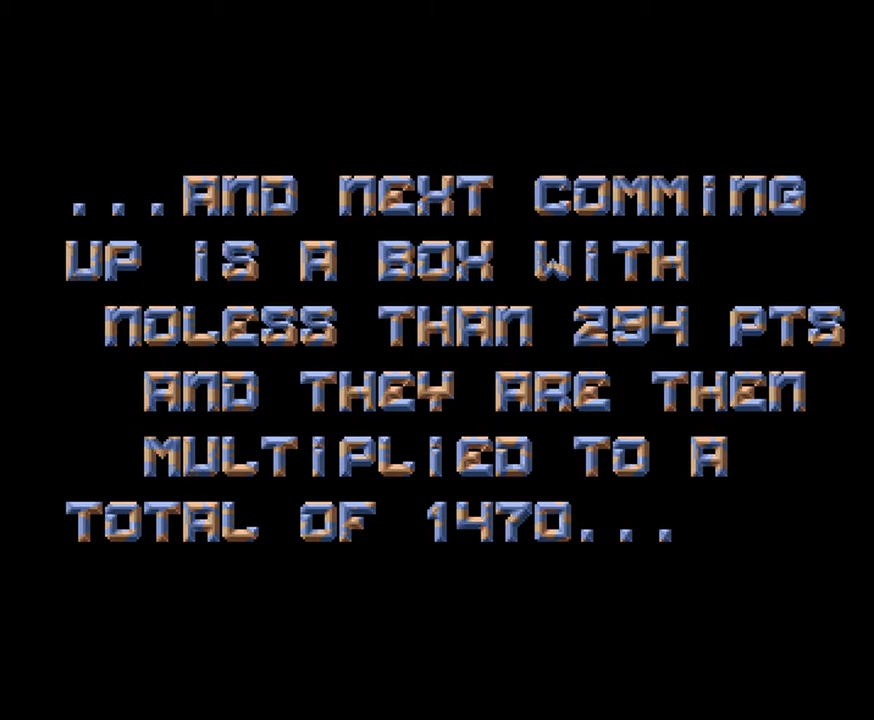 ...AND NEXT COMMING
UP iS A BOX WiTH
NOLESS THAN 294 PTS
AND THEY ARE THEN
MULTiPLiED TO A
TOTAL OF 1470...